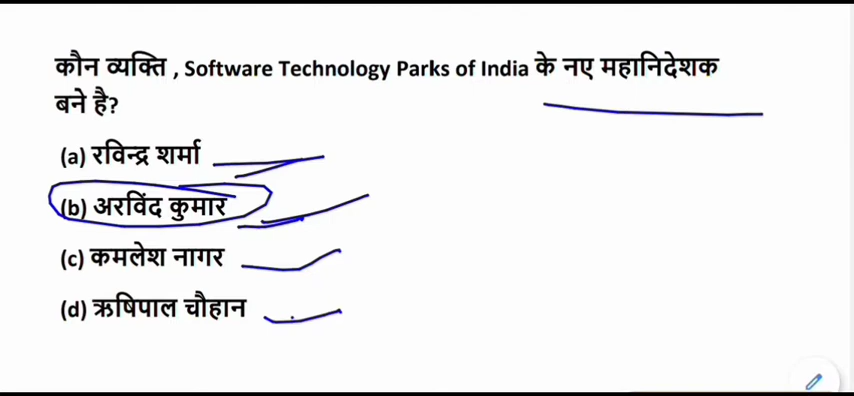 कौन व्यक्ति , Software Technology Parks of India के नए महानिदेशक
बने है?
(a) रविन्द्र शर्मा
(b) अरविंद कुमार
(c) कमलेश नागर
(d) ऋषिपाल चौहान